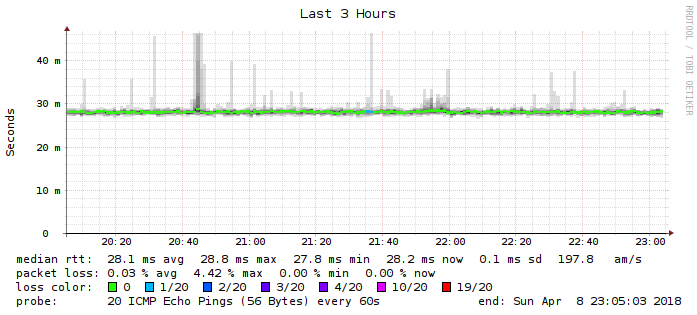 Last 3 Hours
RRDTOOL / TOBI OETIKER
Seconds
40 m
30 m
20 m
10 m
0
20:20 20:40 21:00 21:20 21:40 22:00 22:20 22:40 23:00
median rtt: 28.1 ms avg 28.8 ms max 27.8 ms min 28.2 ms now 0.1 ms sd 197.8 am/s
packet loss: 0.03 % avg 4.42 % max 0.00 % min 0.00 % now
loss color: 0 1/20 2/20 3/20 4/20 10/20 19/20
probe: 20 ICMP Echo Pings (56 Bytes) every 60s end: Sun Apr 8 23:05:03 2018